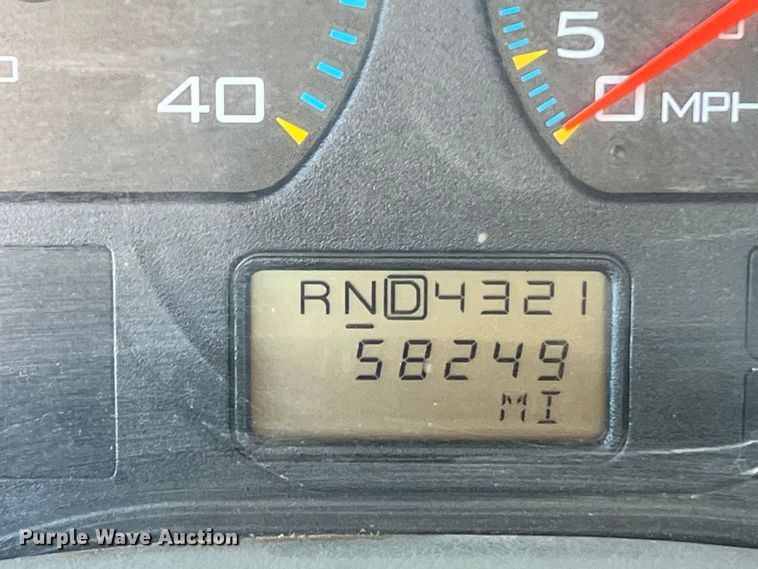 40
5
0 MPH
RND4321
58249
MI
Purple Wave Auction